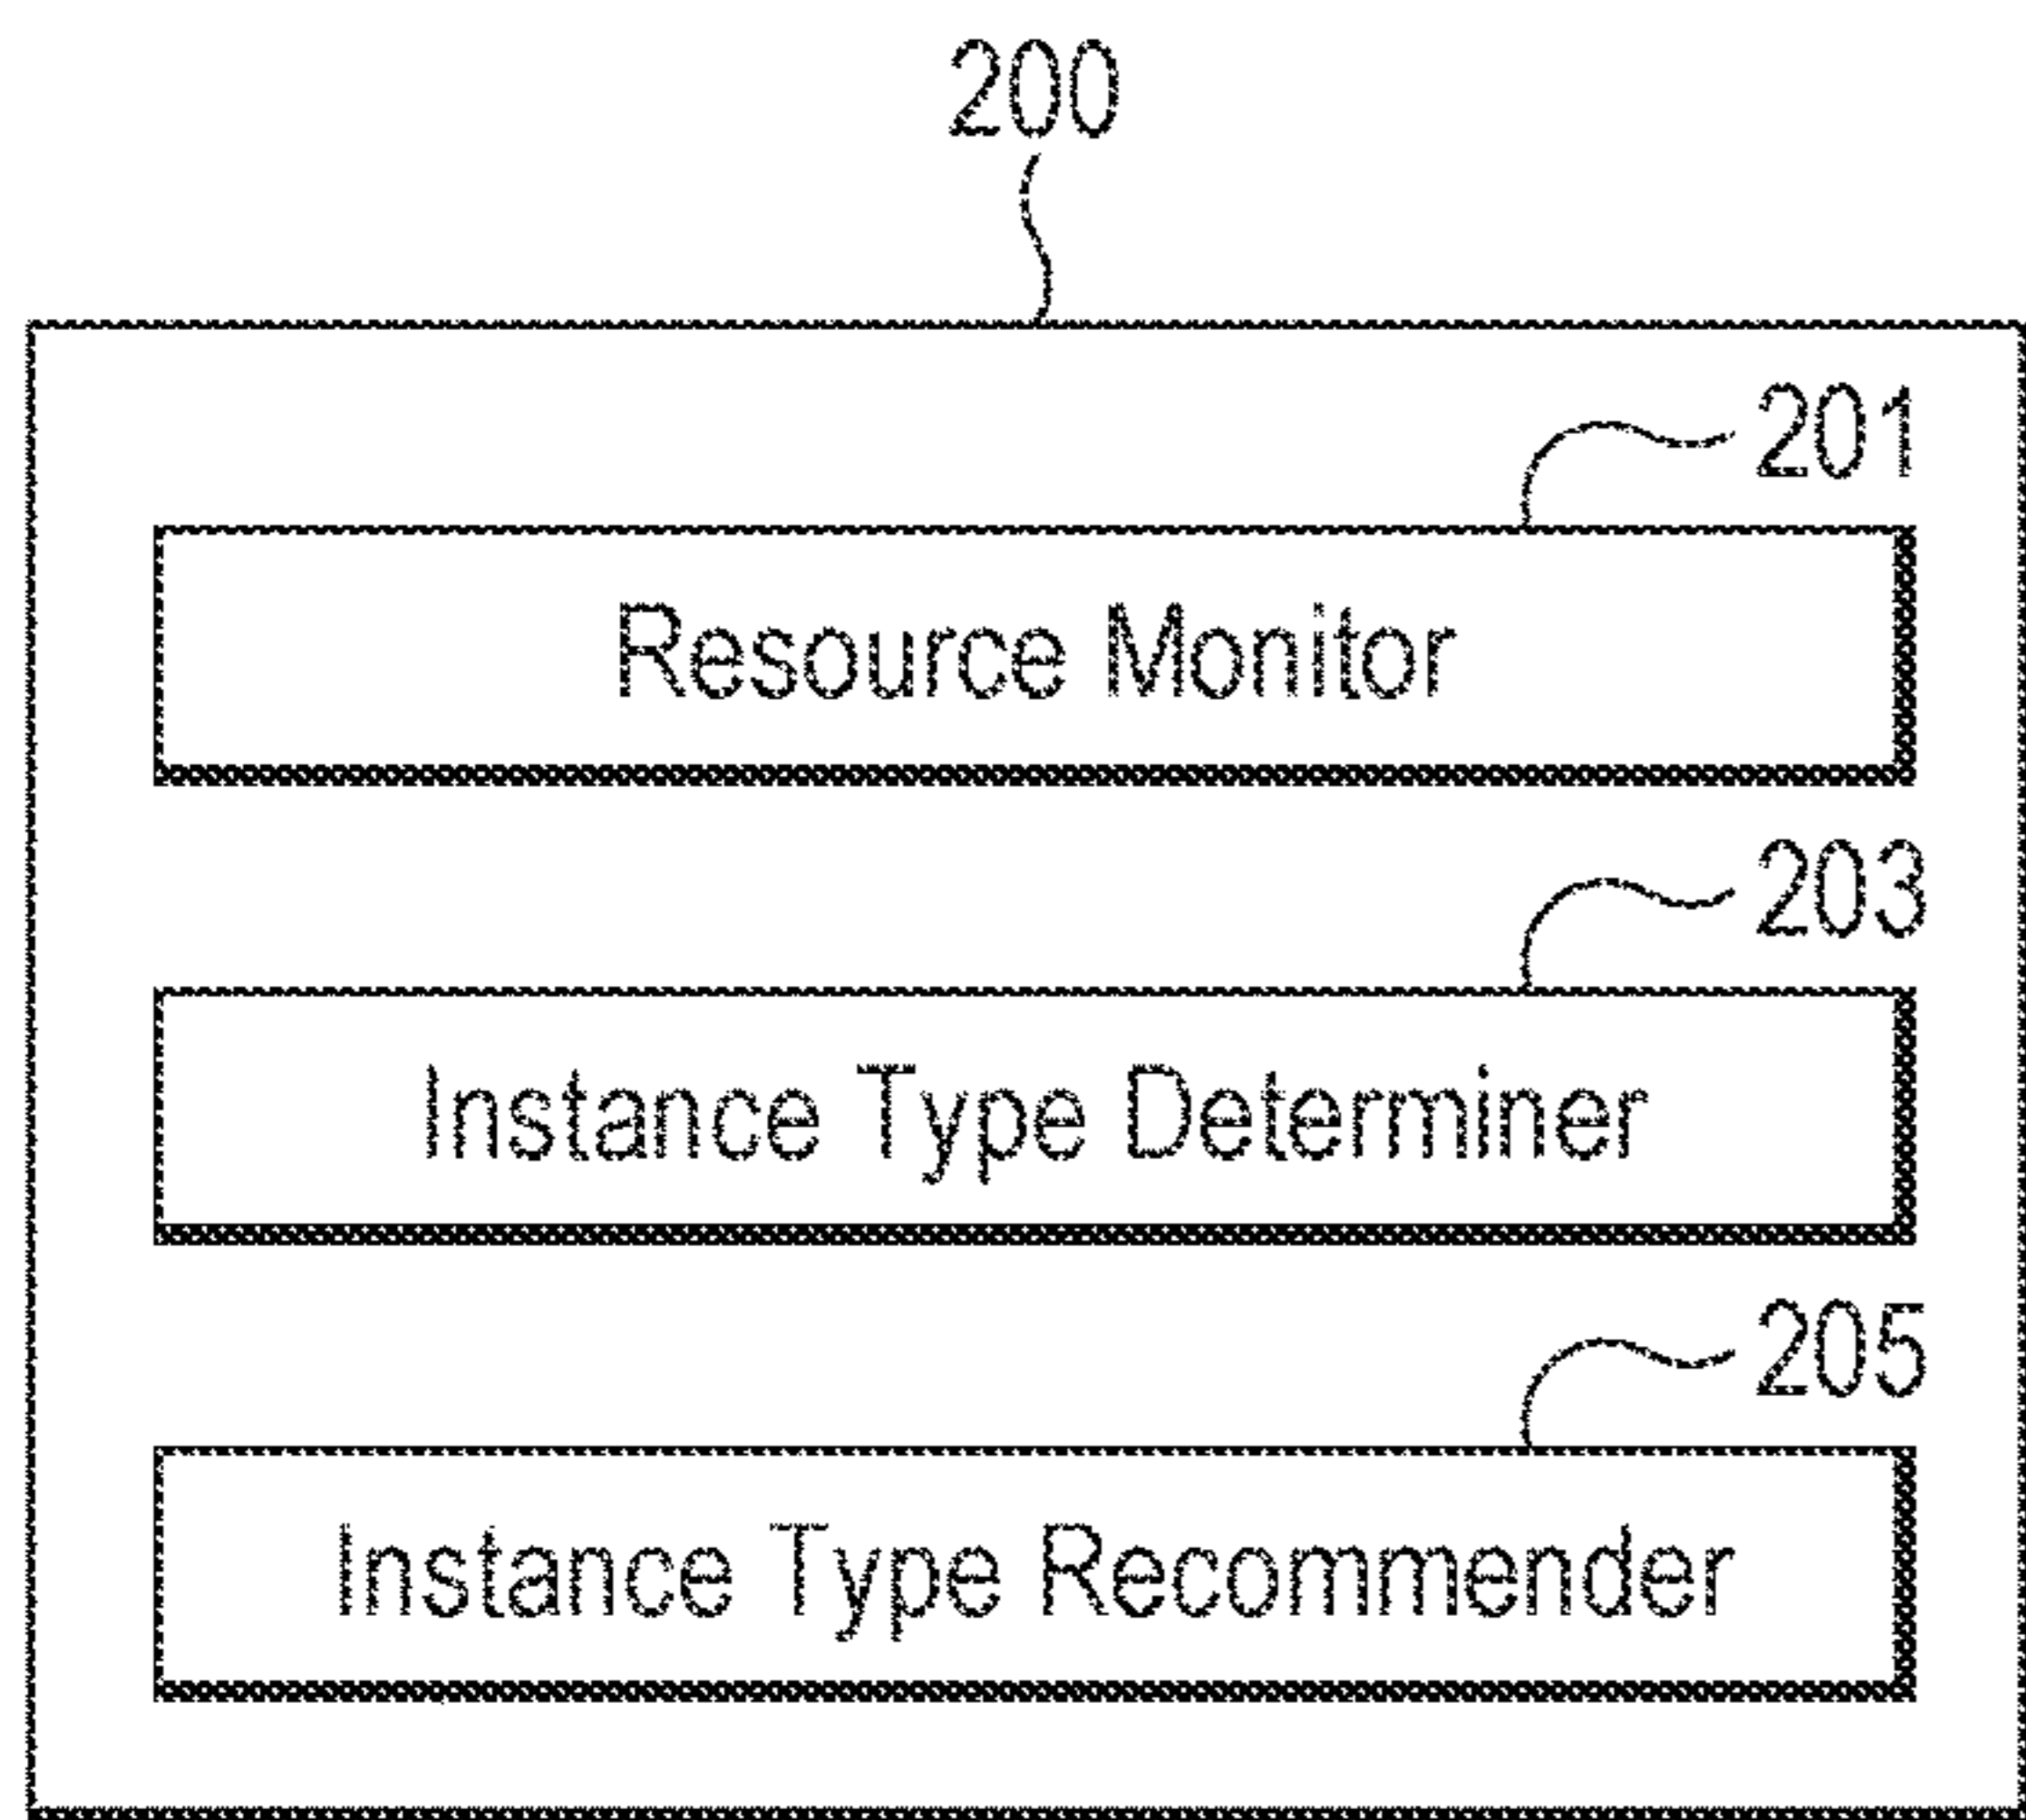 200
201
Resource Monitor
203
Instance Type Determiner
205
Instance Type Recommender